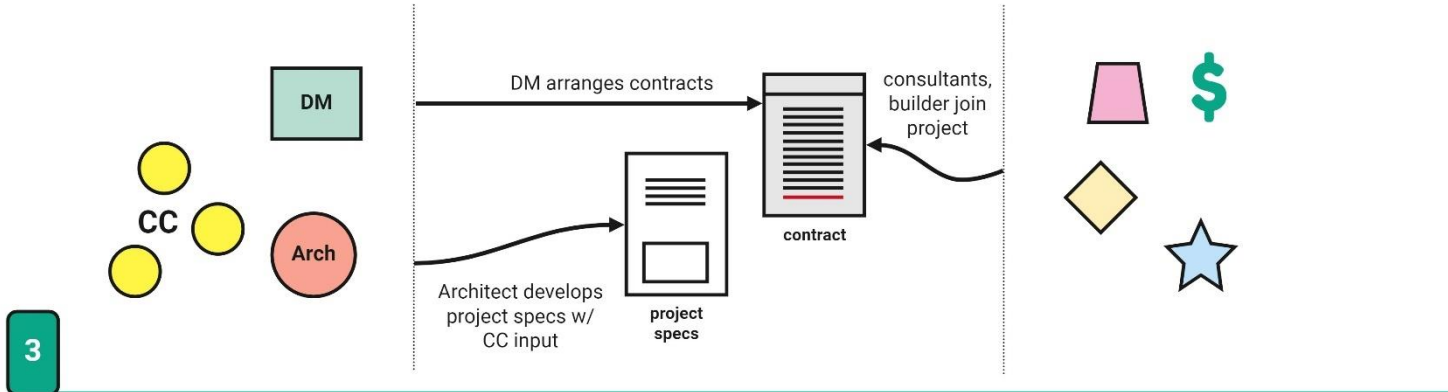 DM
CC
Arch
3
DM arranges contracts
Architect develops
project specs w/
CC input
project
specs
contract
consultants,
builder join
project
$